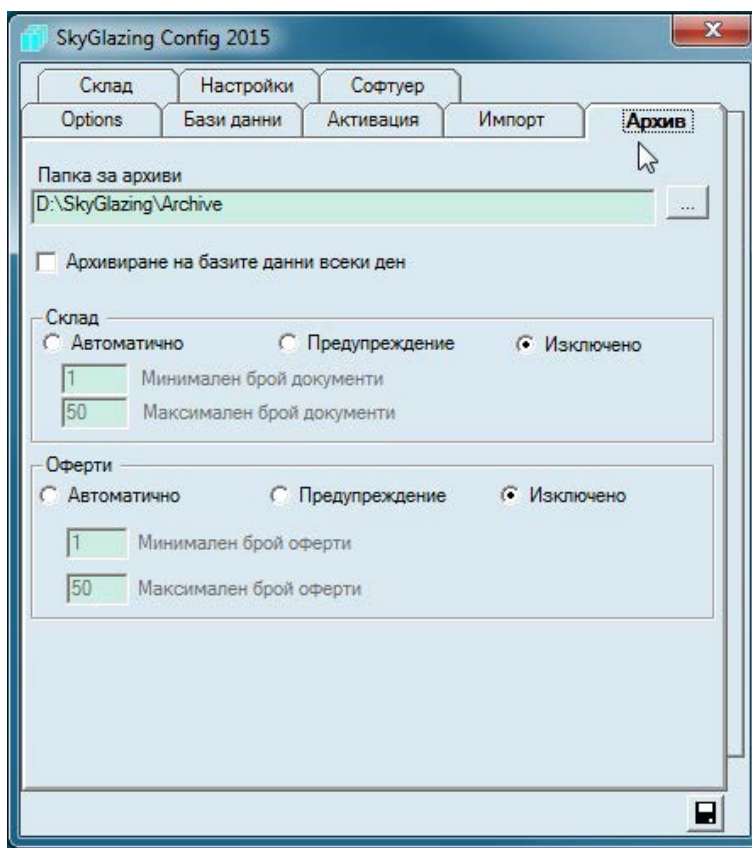 SkyGlazing Config 2015
Склад Настройки Софтуер
Options Бази данни Активация Импорт Архив
Папка за архиви
D:\SkyGlazing\Archive ...
Архивиране на базите данни всеки ден
Склад
Автоматично Предупреждение Изключено
1 Минимален брой документи
50 Максимален брой документи
Оферти
Автоматично Предупреждение Изключено
1 Минимален брой оферти
50 Максимален брой оферти